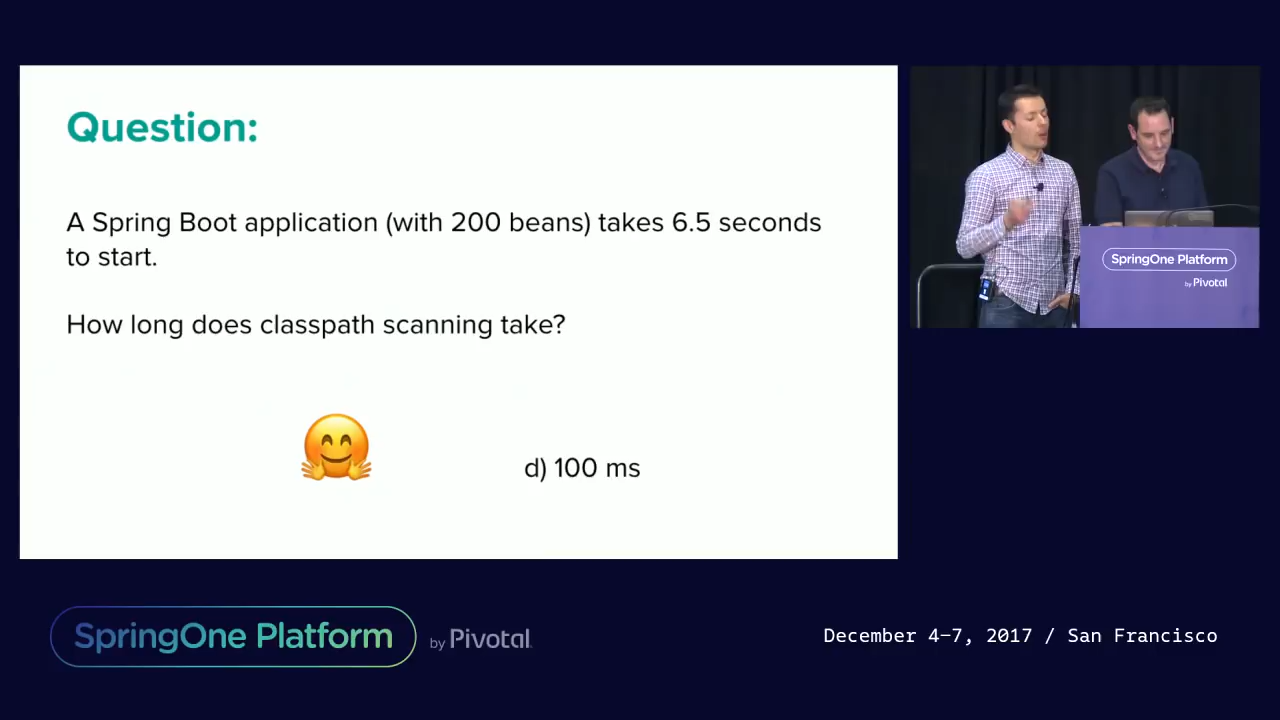 Question:
A Spring Boot application (with 200 beans) takes 6.5 seconds
to start.
How long does classpath scanning take?
d) 100 ms
SpringOne Platform
by Pivotal
SpringOne Platform
by Pivotal.
December 4–7, 2017 / San Francisco